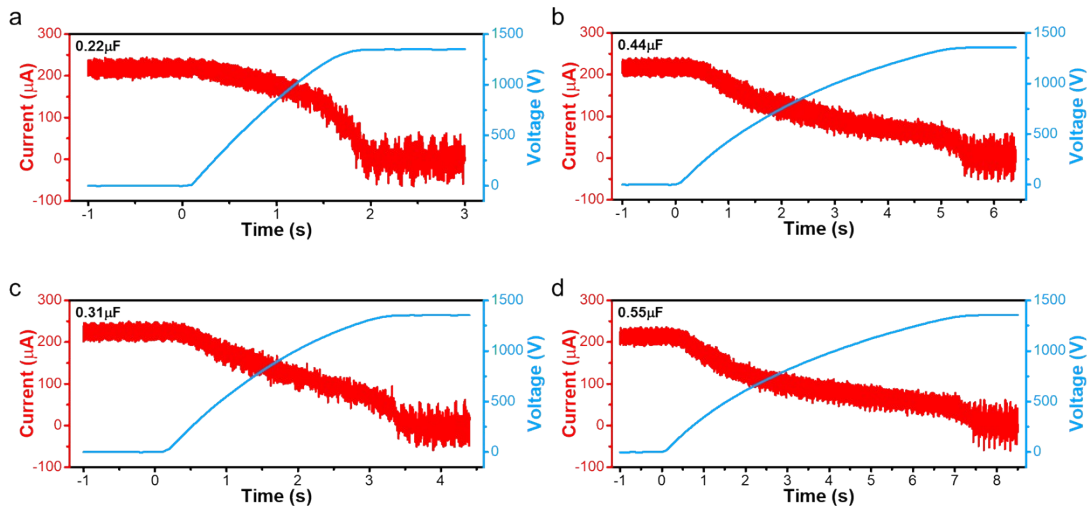 a
0.22μF
300
200
100
0
-100
Current (μA)
1500
1000
500
0
Voltage (V)
-1 0 1 2 3
Time (s)
b
0.44μF
300
200
100
0
-100
Current (μA)
1500
1000
500
0
Voltage (V)
-1 0 1 2 3 4 5 6
Time (s)
c
0.31μF
300
200
100
0
-100
Current (μA)
1500
1000
500
0
Voltage (V)
-1 0 1 2 3 4
Time (s)
d
0.55μF
300
200
100
0
-100
Current (μA)
1500
1000
500
0
Voltage (V)
-1 0 1 2 3 4 5 6 7 8
Time (s)